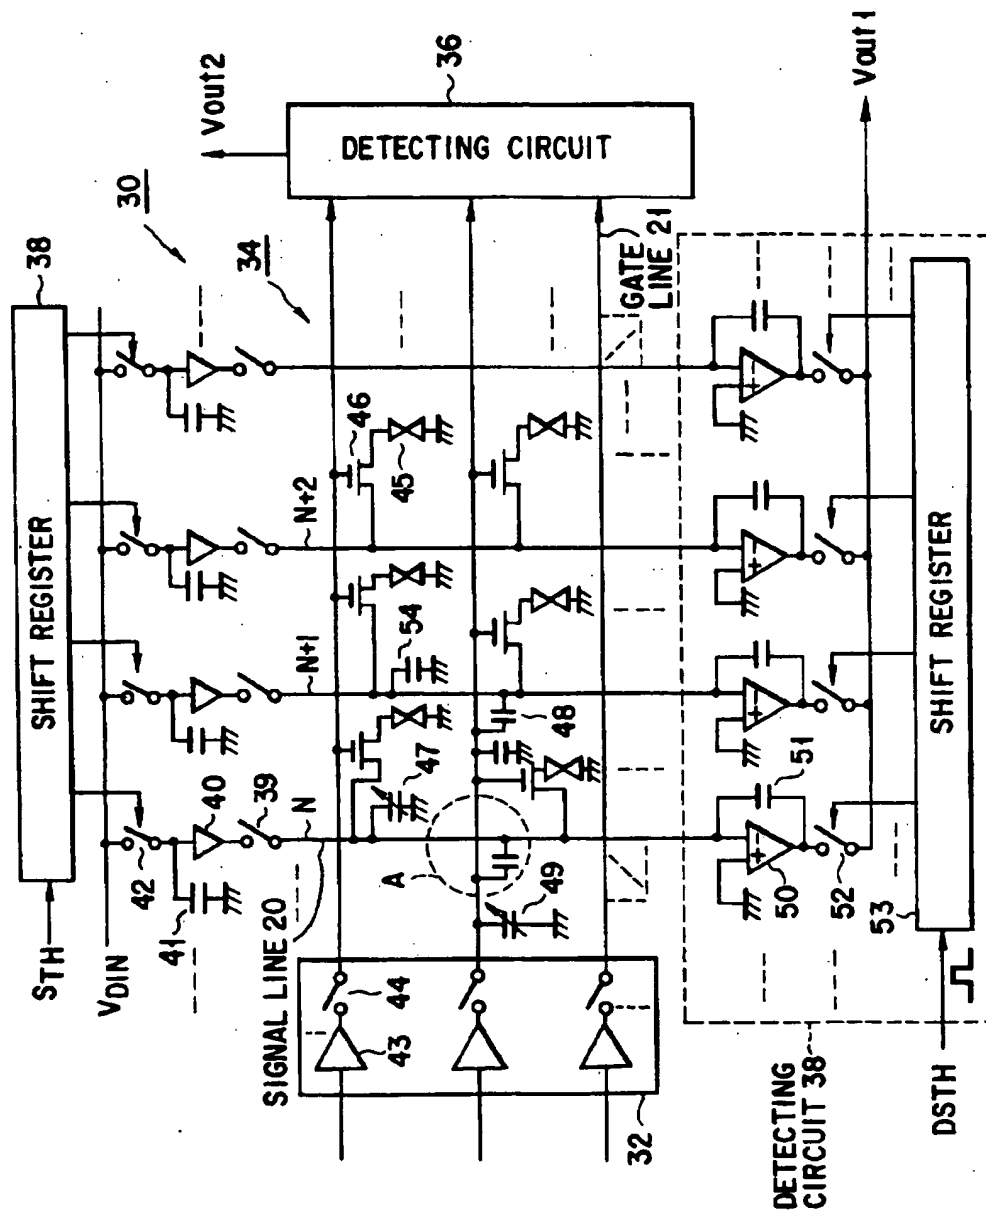 Vout2
36
DETECTING CIRCUIT
30
38
SHIFT REGISTER
34
GATE
LINE 21
Vout1
46
45
N+2
54
N+1
48
47
40
39
N
42
41
STH
VDIN
A
49
SIGNAL LINE 20
44
43
32
51
50
52
53
SHIFT REGISTER
DETECTING
CIRCUIT 38
DSTH